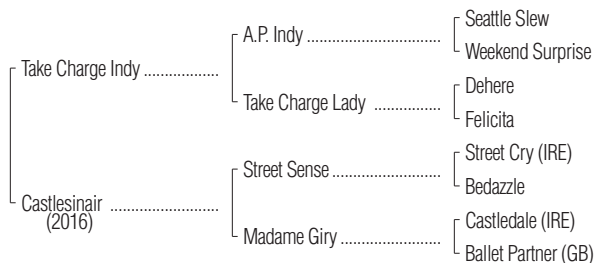 Seattle Slew
A.P. Indy ......................
Weekend Surprise
Take Charge Indy ................
Dehere
Take Charge Lady ................
Felicita
Street Cry (IRE)
Street Sense ......................
Bedazzle
Castlesinair .......................
(2016)
Castledale (IRE)
Madame Giry .....................
Ballet Partner (GB)